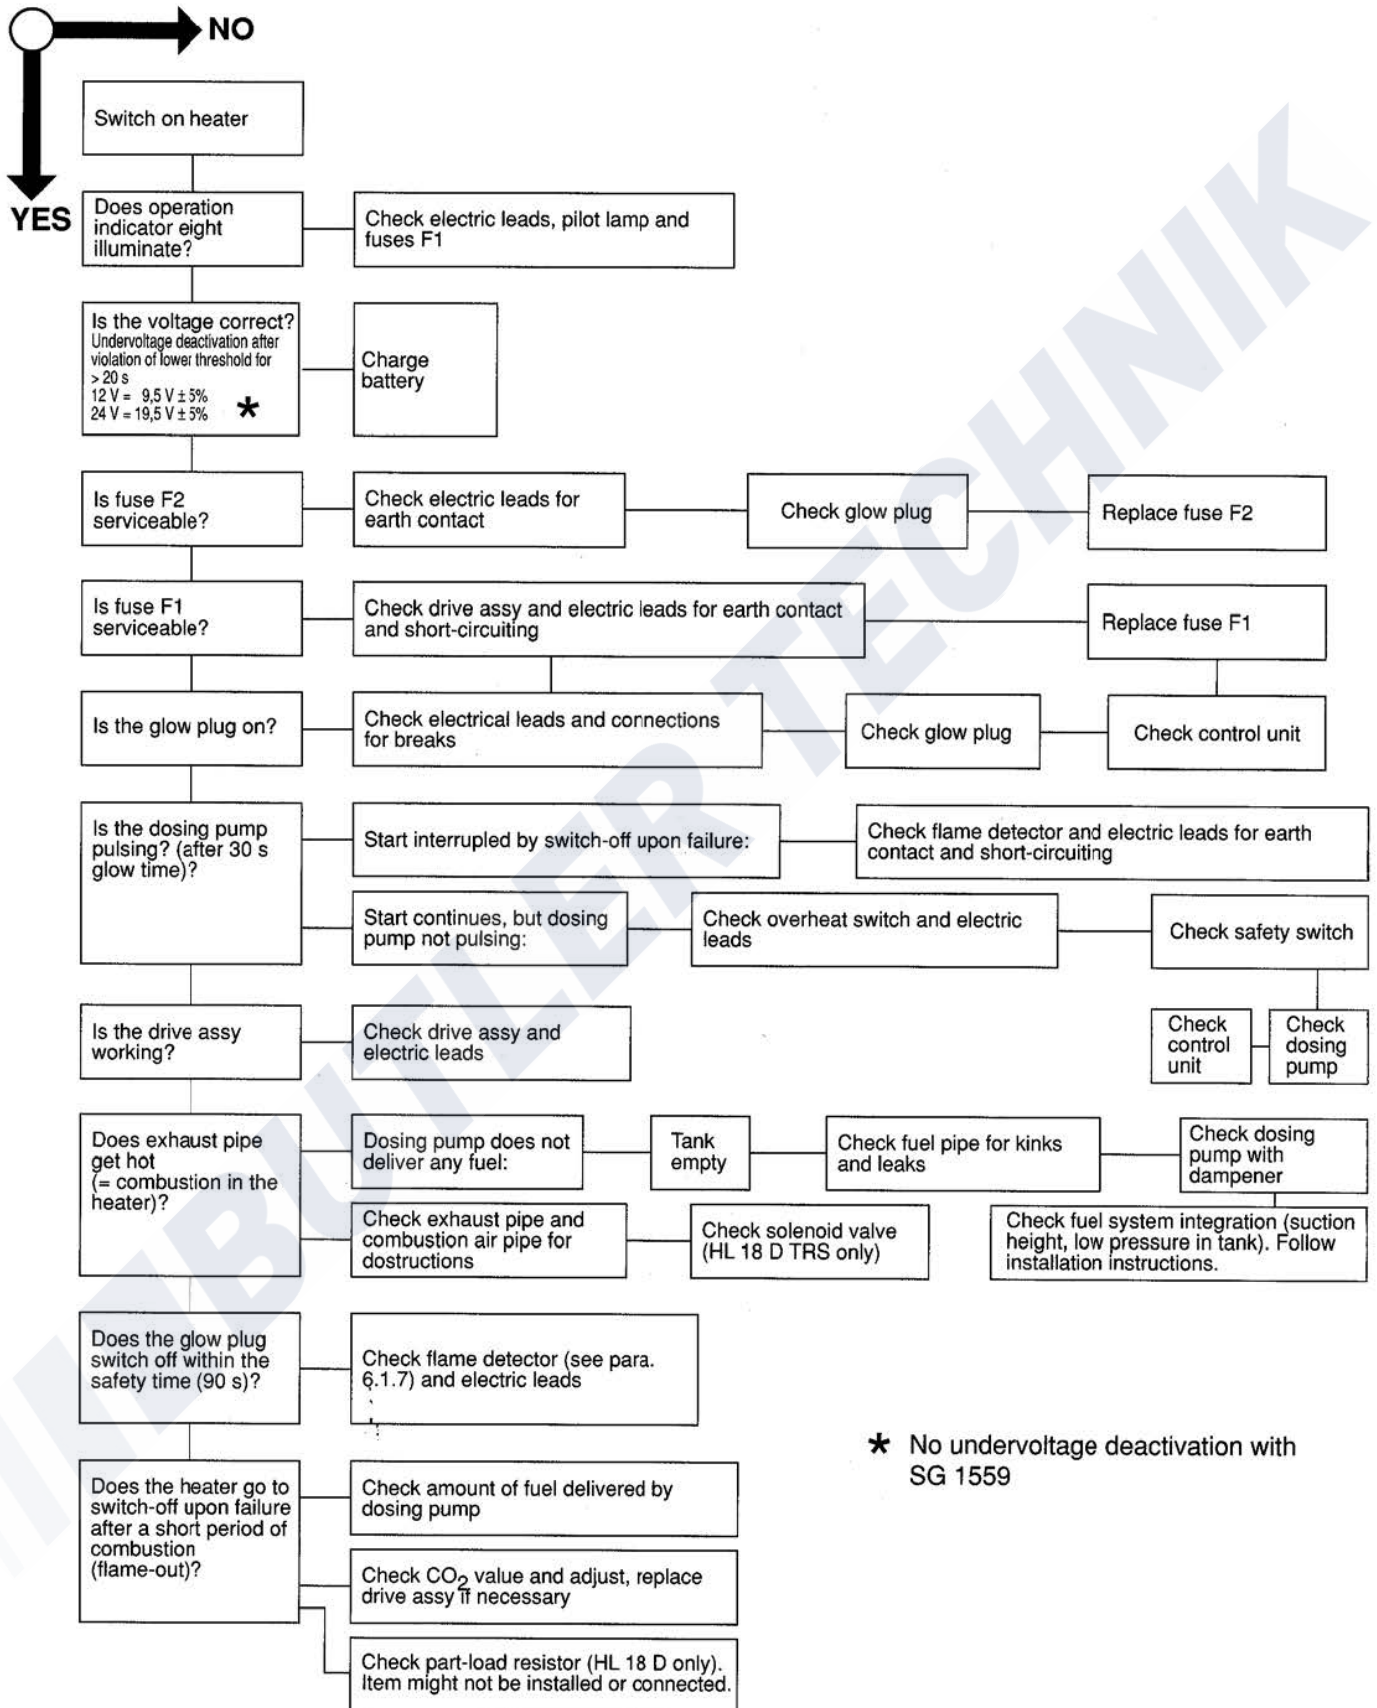 NO
YES
Switch on heater
Does operation
indicator eight
illuminate?
Check electric leads, pilot lamp and
fuses F1
Is the voltage correct?
Undervoltage deactivation after
violation of lower threshold for
> 20 s
12 V = 9,5 V ± 5%
24 V = 19,5 V ± 5% *
Charge
battery
Is fuse F2
serviceable?
Check electric leads for
earth contact
Check glow plug
Replace fuse F2
Is fuse F1
serviceable?
Check drive assy and electric leads for earth contact
and short-circuiting
Replace fuse F1
Is the glow plug on?
Check electrical leads and connections
for breaks
Check glow plug
Check control unit
Is the dosing pump
pulsing? (after 30 s
glow time)?
Start interrupted by switch-off upon failure:
Check flame detector and electric leads for earth
contact and short-circuiting
Start continues, but dosing
pump not pulsing:
Check overheat switch and electric
leads
Check safety switch
Check
control
unit
Check
dosing
pump
Is the drive assy
working?
Check drive assy and
electric leads
Does exhaust pipe
get hot
(= combustion in the
heater)?
Dosing pump does not
deliver any fuel:
Tank
empty
Check fuel pipe for kinks
and leaks
Check dosing
pump with
dampener
Check exhaust pipe and
combustion air pipe for
dostructions
Check solenoid valve
(HL 18 D TRS only)
Check fuel system integration (suction
height, low pressure in tank). Follow
installation instructions.
Does the glow plug
switch off within the
safety time (90 s)?
Check flame detector (see para.
6.1.7) and electric leads
* No undervoltage deactivation with
SG 1559
Does the heater go to
switch-off upon failure
after a short period of
combustion
(flame-out)?
Check amount of fuel delivered by
dosing pump
Check CO2 value and adjust, replace
drive assy if necessary
Check part-load resistor (HL 18 D only).
Item might not be installed or connected.
BUTLER TECHNIK